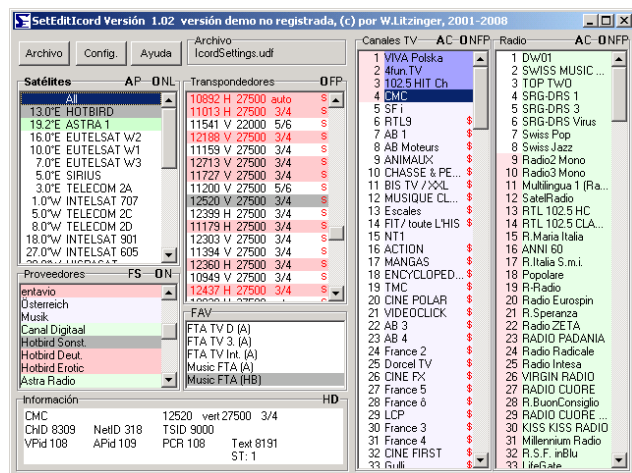 SetEditIcord Versión 1.02 versión demo no registrada, (c) por W.Litzinger, 2001-2008
Archivo Config. Ayuda
Archivo
IcordSettings.udf
Satélites AP ONL
All
13.0°E HOTBIRD
19.2°E ASTRA 1
16.0°E EUTELSAT W2
10.0°E EUTELSAT W1
7.0°E EUTELSAT W3
5.0°E SIRIUS
3.0°E TELECOM 2A
1.0°W INTELSAT 707
5.0°W TELECOM 2C
8.0°W TELECOM 2D
18.0°W INTELSAT 901
27.0°W INTELSAT 605
Transpondedores OFP
10892 H 27500 auto S
11013 H 27500 3/4 S
11541 V 22000 5/6 S
12188 V 27500 3/4 S
11159 V 27500 3/4 S
12713 V 27500 3/4 S
11727 V 27500 3/4 S
11200 V 27500 5/6 S
12520 V 27500 3/4 S
12399 H 27500 3/4 S
11179 H 27500 3/4 S
12303 V 27500 3/4 S
11394 V 27500 3/4 S
12360 H 27500 3/4 S
10949 V 27500 3/4 S
12437 H 27500 3/4 S
Proveedores FS ON
entavio
Österreich
Musik
Canal Digitaal
Hotbird Sonst.
Hotbird Deut.
Hotbird Erotic
Astra Radio
FAV
FTA TV D (A)
FTA TV 3. (A)
FTA TV Int. (A)
Music FTA (A)
Music FTA (HB)
Información HD
CMC 12520 vert 27500 3/4
ChID 8309 NetID 318 TSID 9000
VPid 108 APid 109 PCR 108 Text 8191
ST: 1
Canales TV AC ONFP
1 VIVA Polska
2 4fun.TV
3 102.5 HIT Ch
4 CMC
5 SF i
6 RTL9 $
7 AB 1 $
8 AB Moteurs $
9 ANIMAUX $
10 CHASSE & PE... $
11 BIS TV / XXL $
12 MUSIQUE CL... $
13 Escales $
14 FIT/ toute L'HIS $
15 NT1 $
16 ACTION $
17 MANGAS $
18 ENCYCLOPED... $
19 TMC $
20 CINE POLAR $
21 VIDEOCLICK $
22 AB 3 $
23 AB 4 $
24 France 2 $
25 Dorcel TV $
26 CINE FX $
27 France 5 $
28 France ô $
29 LCP $
30 France 3 $
31 France 4 $
32 CINE FIRST $
33 Gulli $
Radio AC ONFP
1 DW01
2 SWISS MUSIC ...
3 TOP TWO
4 SRG-DRS 1
5 SRG-DRS 3
6 SRG-DRS Virus
7 Swiss Pop
8 Swiss Jazz
9 Radio2 Mono
10 Radio3 Mono
11 Multilingua 1 (Ra...
12 SatelRadio
13 RTL 102.5 HC
14 RTL 102.5 CLA...
15 R.Maria Italia
16 ANNI 60
17 R.Italia S.m.i.
18 Popolare
19 R-Radio
20 Radio Eurospin
21 R.Speranza
22 Radio ZETA
23 RADIO PADANIA
24 Radio Radicale
25 Radio Intesa
26 VIRGIN RADIO
27 RADIO CUORE
28 R.BuonConsiglio
29 RADIO CUORE ...
30 KISS KISS RADIO
31 Millennium Radio
32 R.S.F. inBlu
33 LifeGate